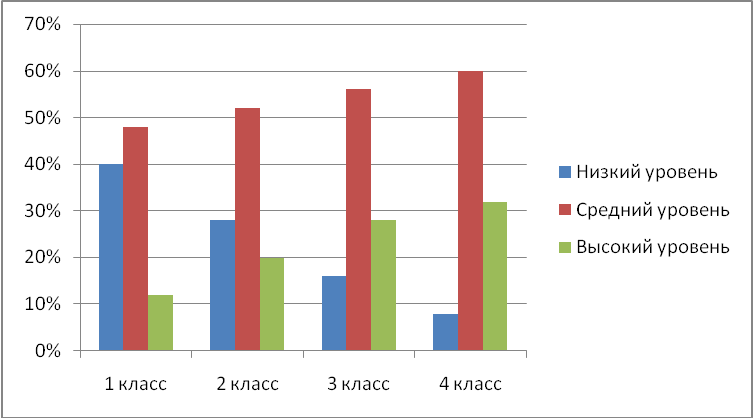 70%
60%
50%
40%
30%
20%
10%
0%
1 класс
2 класс
3 класс
4 класс
Низкий уровень
Средний уровень
Высокий уровень